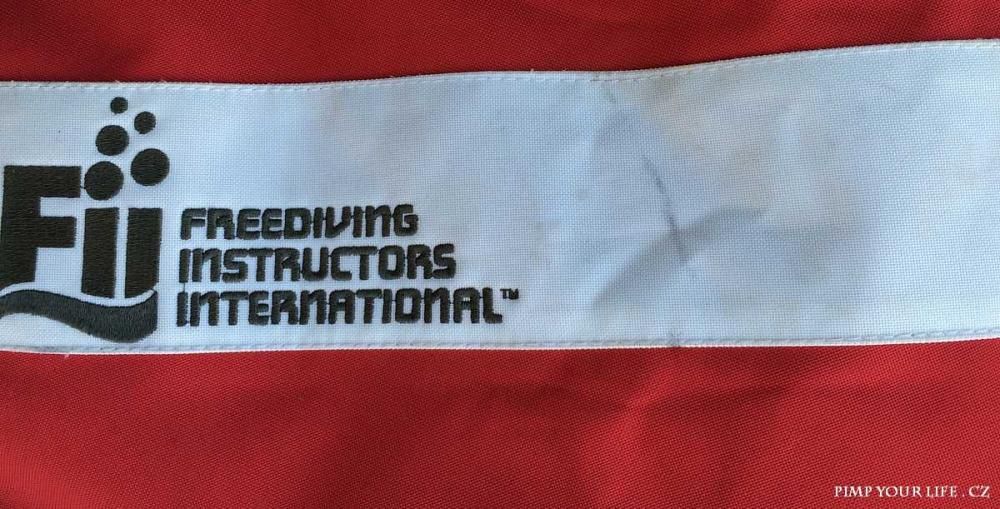 Fii
FREEDIVING
INSTRUCTORS
INTERNATIONAL™
PIMP YOUR LIFE . CZ